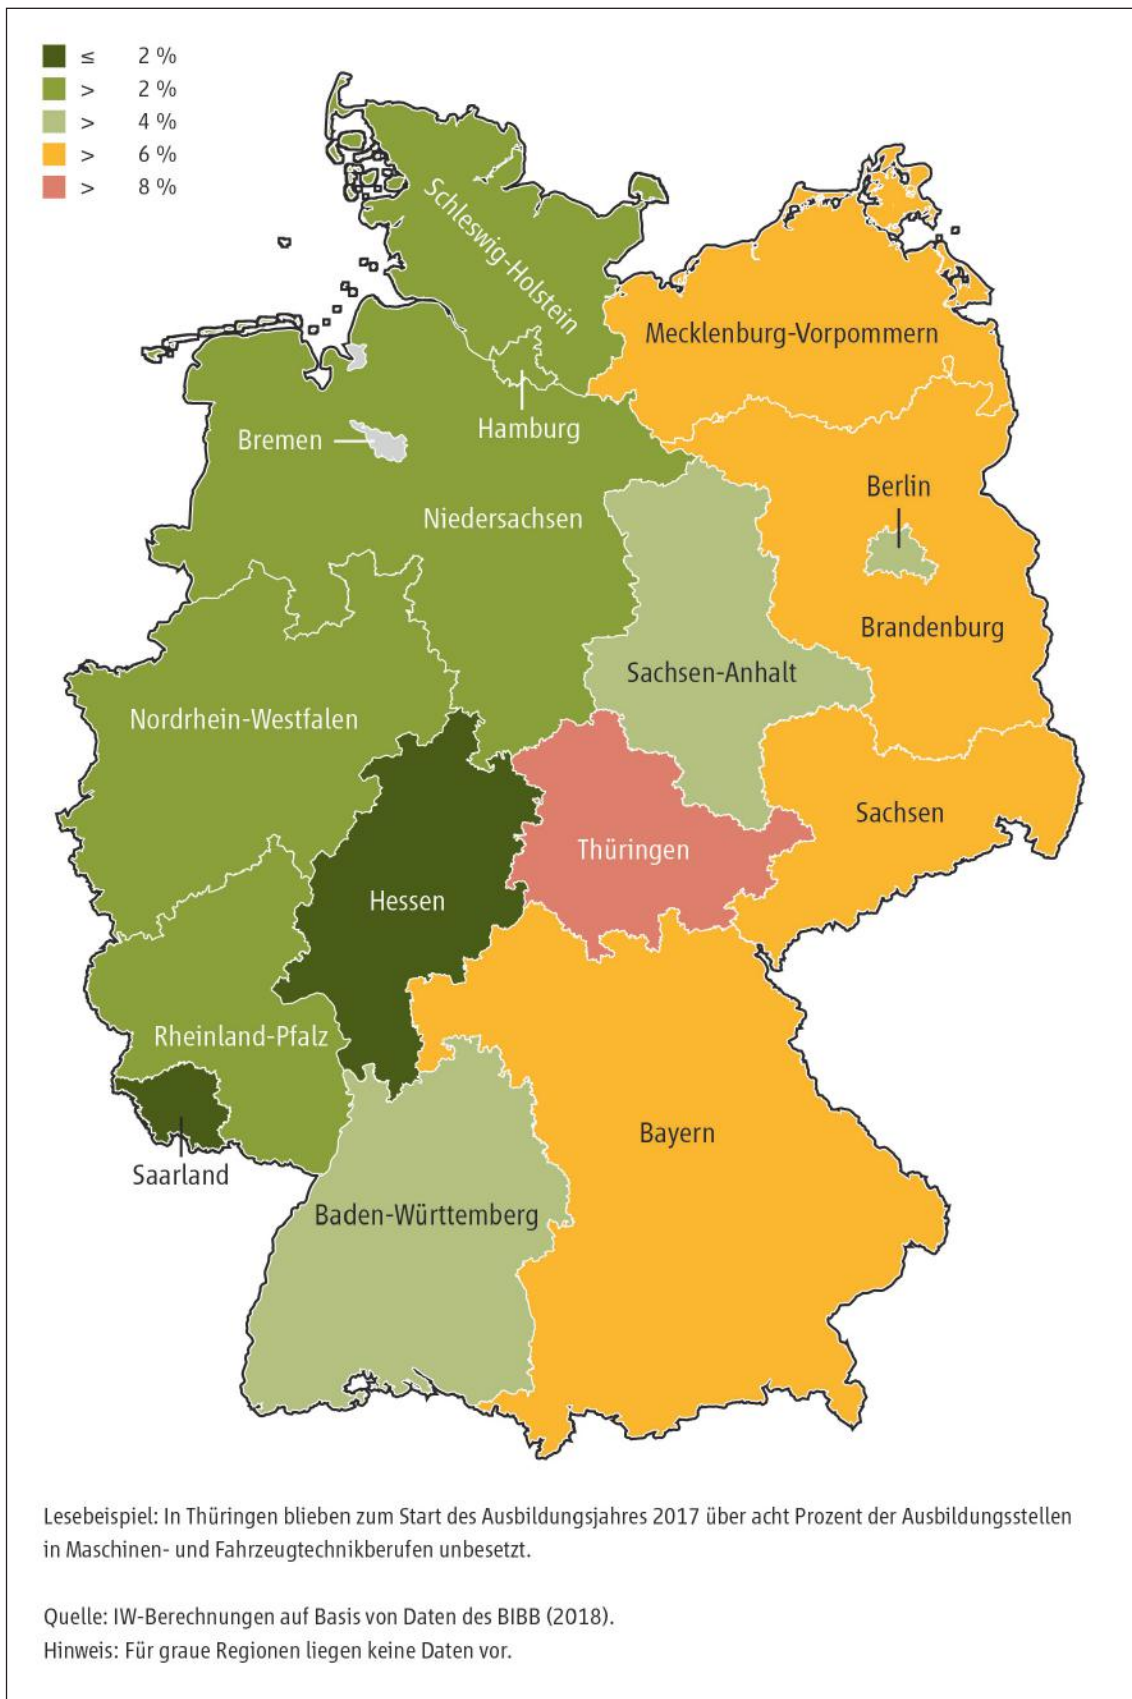 ≤ 2 %
> 2 %
> 4 %
> 6 %
> 8 %
Schleswig-Holstein
Mecklenburg-Vorpommern
Hamburg
Bremen
Berlin
Niedersachsen
Brandenburg
Sachsen-Anhalt
Nordrhein-Westfalen
Sachsen
Thüringen
Hessen
Rheinland-Pfalz
Bayern
Saarland
Baden-Württemberg
Lesebeispiel: In Thüringen blieben zum Start des Ausbildungsjahres 2017 über acht Prozent der Ausbildungsstellen
in Maschinen- und Fahrzeugtechnikberufen unbesetzt.
Quelle: IW-Berechnungen auf Basis von Daten des BIBB (2018).
Hinweis: Für graue Regionen liegen keine Daten vor.